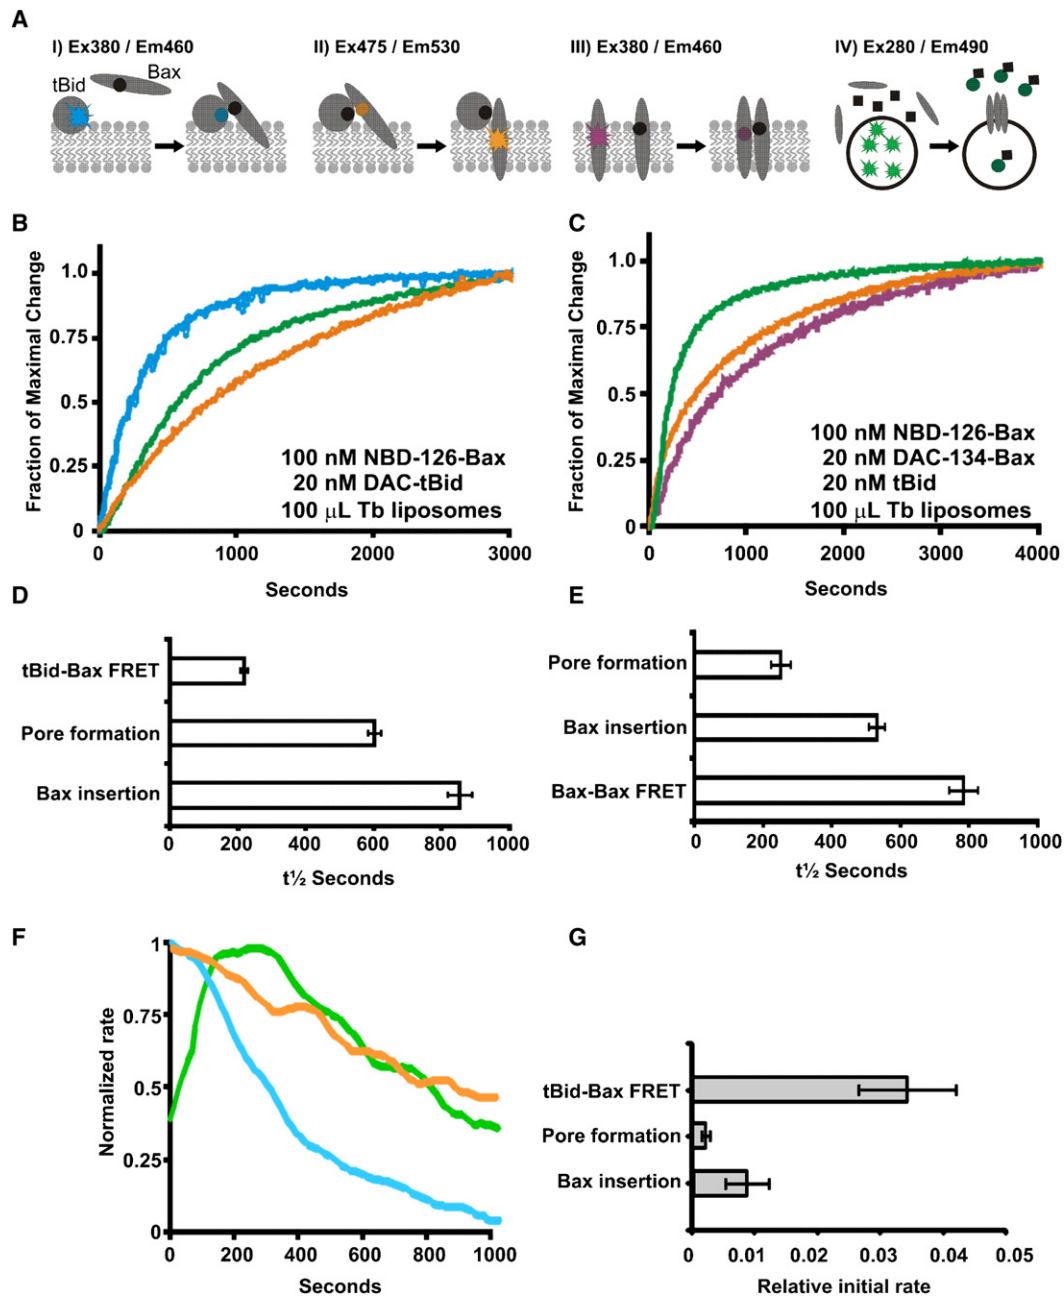 A
I) Ex380 / Em460
II) Ex475 / Em530
III) Ex380 / Em460
IV) Ex280 / Em490
tBid
Bax
B
Fraction of Maximal Change
1.0
0.75
0.5
0.25
0
0
1000
2000
3000
Seconds
100 nM NBD-126-Bax
20 nM DAC-tBid
100 μL Tb liposomes
C
Fraction of Maximal Change
1.0
0.75
0.5
0.25
0
0
1000
2000
3000
4000
Seconds
100 nM NBD-126-Bax
20 nM DAC-134-Bax
20 nM tBid
100 μL Tb liposomes
D
tBid-Bax FRET
Pore formation
Bax insertion
0
200
400
600
800
1000
t½ Seconds
E
Pore formation
Bax insertion
Bax-Bax FRET
0
200
400
600
800
1000
t½ Seconds
F
Normalized rate
1
0.75
0.5
0.25
0
0
200
400
600
800
1000
Seconds
G
tBid-Bax FRET
Pore formation
Bax insertion
0
0.01
0.02
0.03
0.04
0.05
Relative initial rate